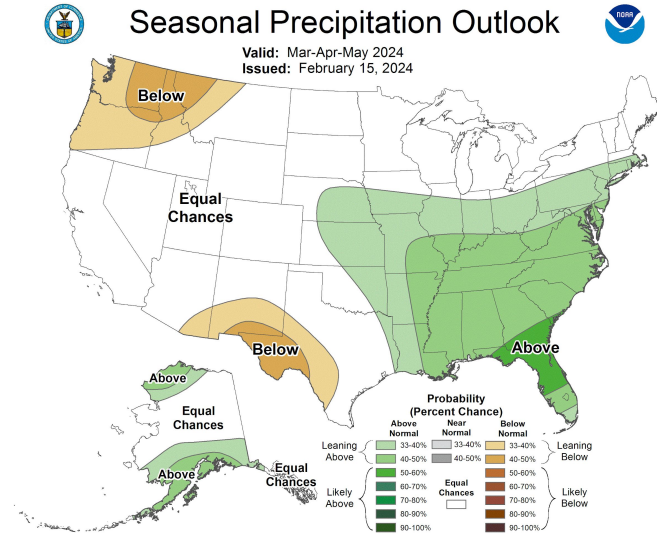 Seasonal Precipitation Outlook
NOAA
Valid: Mar-Apr-May 2024
Issued: February 15, 2024
Below
Equal
Chances
Below
Above
Above
Equal
Chances
Above
Equal
Chances
Probability
(Percent Chance)
Above
Normal
Near
Normal
Below
Normal
Leaning
Above
33-40%
40-50%
33-40%
40-50%
33-40%
40-50%
Leaning
Below
Likely
Above
50-60%
60-70%
70-80%
80-90%
90-100%
Equal
Chances
50-60%
60-70%
70-80%
80-90%
90-100%
Likely
Below